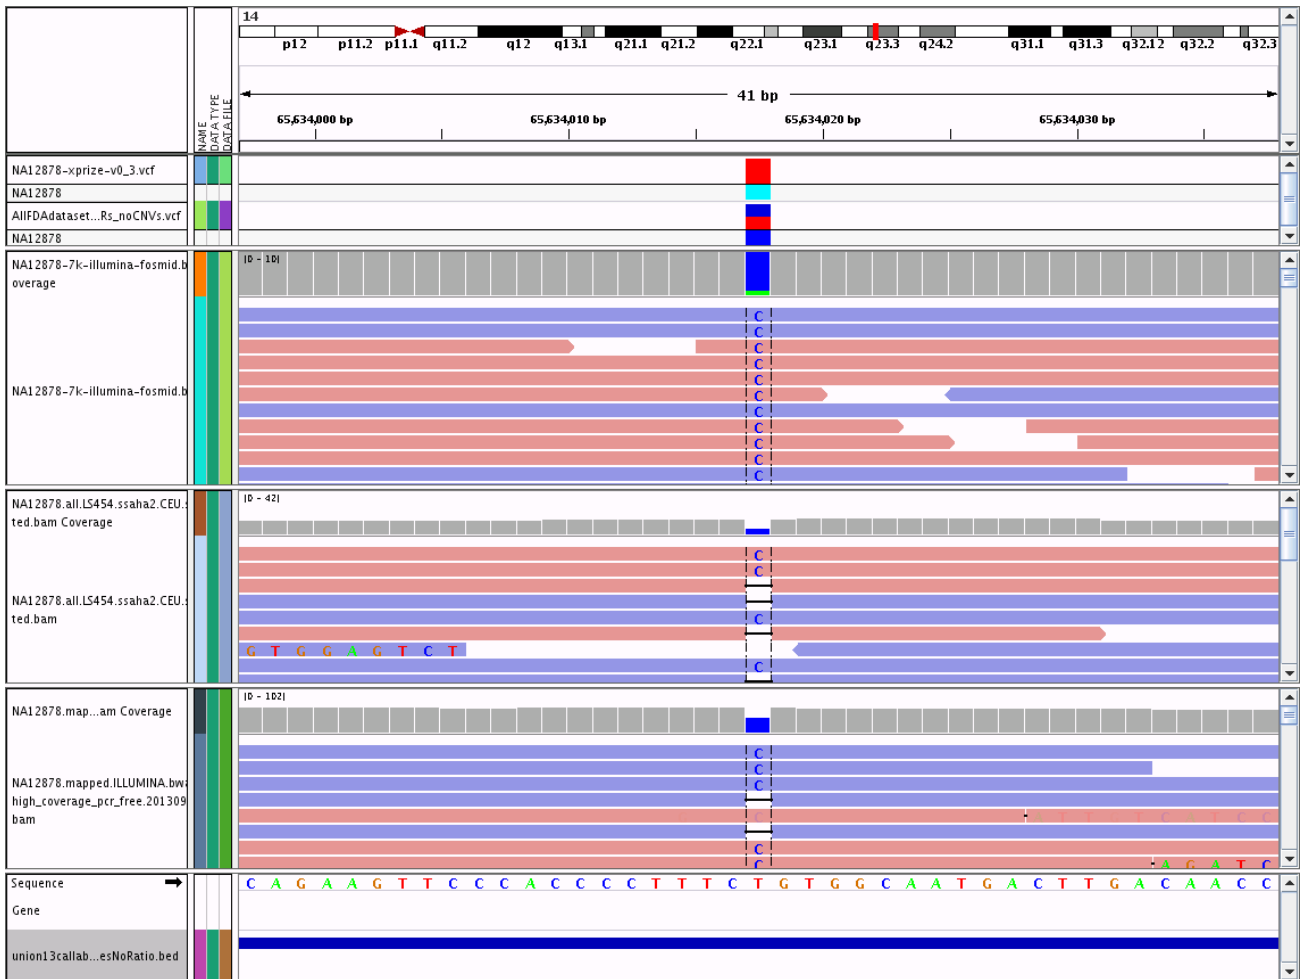 14
p12 p11.2 p11.1 q11.2 q12 q13.1 q21.1 q21.2 q22.1 q23.1 q23.3 q24.2 q31.1 q31.3 q32.12 q32.2 q32.3
NAME
DATA TYPE
DATA FILE
41 bp
65,634,000 bp 65,634,010 bp 65,634,020 bp 65,634,030 bp
NA12878-xprize-v0_3.vcf
NA12878
AllFDAdataset...Rs_noCNVs.vcf
NA12878
NA12878-7k-illumina-fosmid.b
overage
[0 - 10]
C
C
C
C
C
C
NA12878-7k-illumina-fosmid.b
C
C
C
C
C
NA12878.all.LS454.ssaha2.CEU.s
ted.bam Coverage
[0 - 42]
C
C
NA12878.all.LS454.ssaha2.CEU.s
ted.bam
C
G T G G A G T C T
C
NA12878.map...am Coverage
[0 - 102]
C
C
C
NA12878.mapped.ILLUMINA.bwa
high_coverage_pcr_free.201309
bam
C A T T G T C A T C C
C
C A G A T C
Sequence C A G A A G T T C C C A C C C C T T T C T G T G G C A A T G A C T T G A C A A C C
Gene
union13callab...esNoRatio.bed